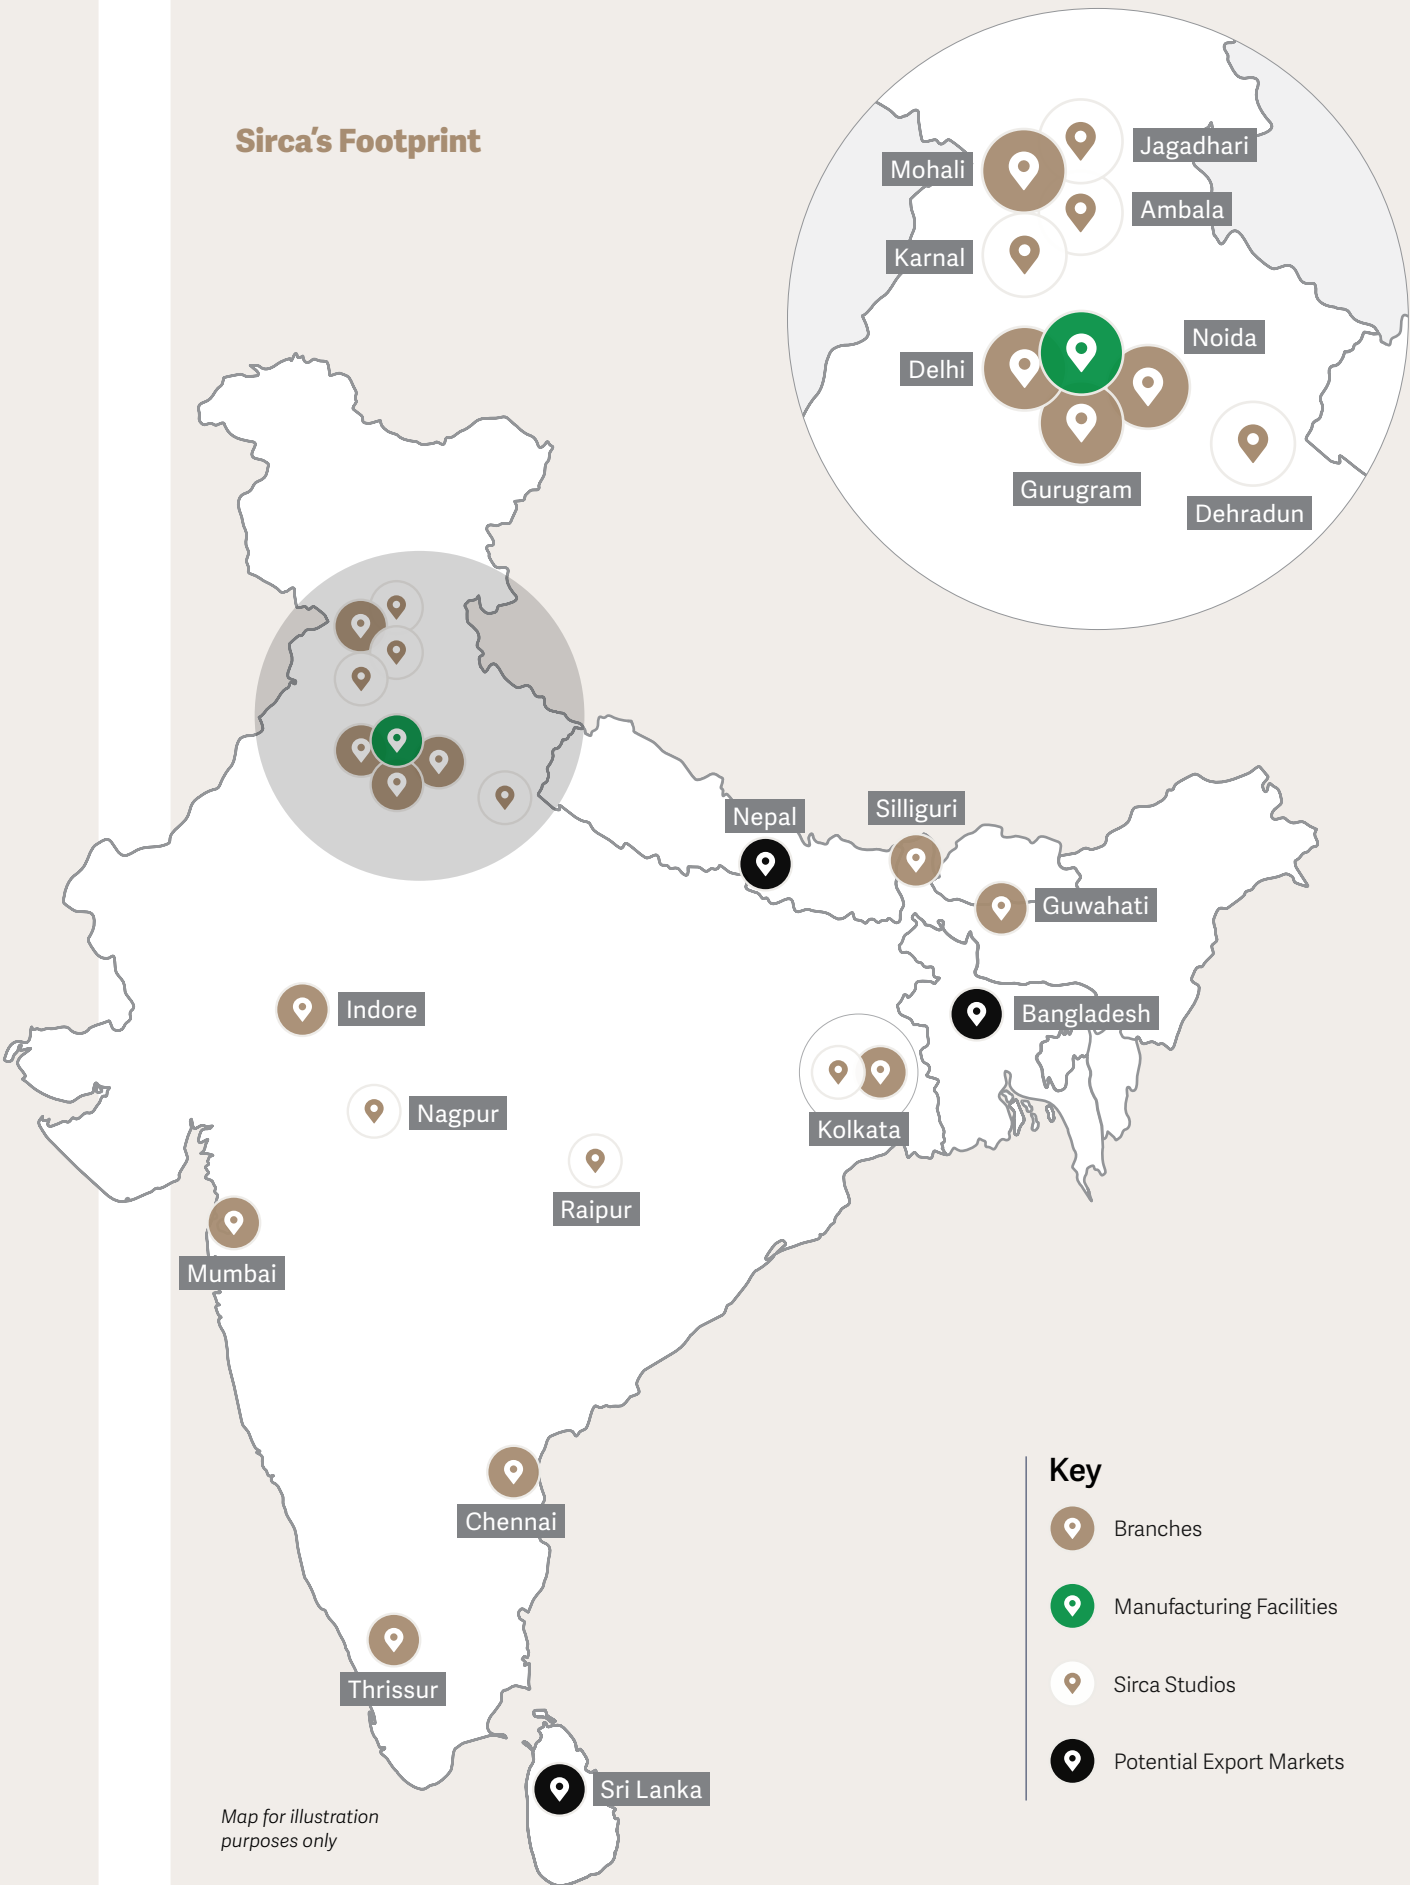 Sirca's Footprint
Jagadhari
Mohali
Ambala
Karnal
Noida
Delhi
Gurugram
Dehradun
Nepal
Silliguri
Guwahati
Indore
Bangladesh
Nagpur
Kolkata
Raipur
Mumbai
Chennai
Thrissur
Sri Lanka
Key
Branches
Manufacturing Facilities
Sirca Studios
Potential Export Markets
Map for illustration
purposes only